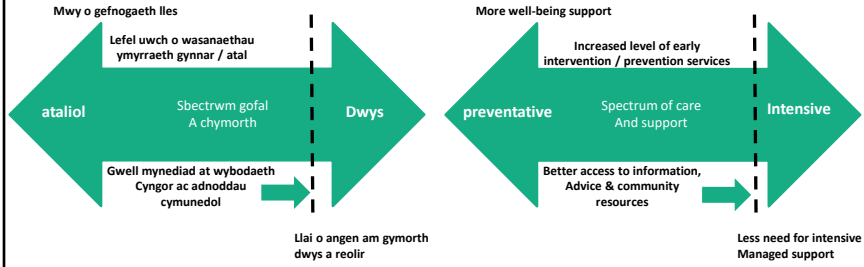 Mwy o gefnogaeth lles
Lefel uwch o wasanaethau
ymyrraeth gynnar / atal
ataliol
Sbectrwm gofal
A chymorth
Dwys
Gwell mynediad at wybodaeth
Cyngor ac adnoddau
cymunedol
Llai o angen am gymorth
dwys a reolir
More well-being support
Increased level of early
intervention / prevention services
preventative
Spectrum of care
And support
Intensive
Better access to information,
Advice & community
resources
Less need for intensive
Managed support